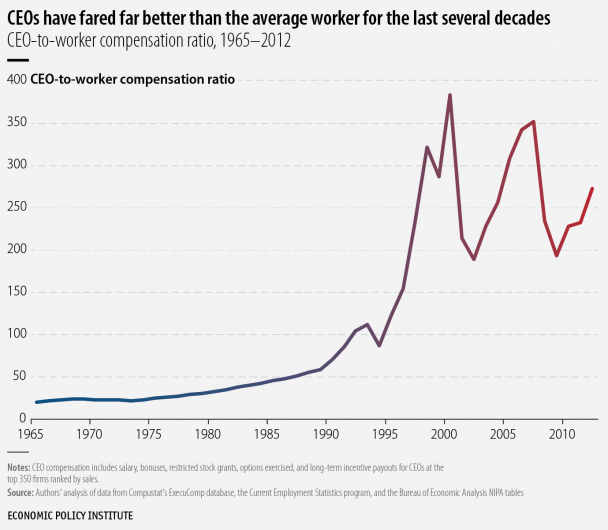 CEOs have fared far better than the average worker for the last several decades
CEO-to-worker compensation ratio, 1965–2012
400 CEO-to-worker compensation ratio
350
300
250
200
150
100
50
0
1965 1970 1975 1980 1985 1990 1995 2000 2005 2010
Notes: CEO compensation includes salary, bonuses, restricted stock grants, options exercised, and long-term incentive payouts for CEOs at the
top 350 firms ranked by sales.
Source: Authors' analysis of data from Compustat's ExecuComp database, the Current Employment Statistics program, and the Bureau of Economic Analysis NIPA tables
ECONOMIC POLICY INSTITUTE